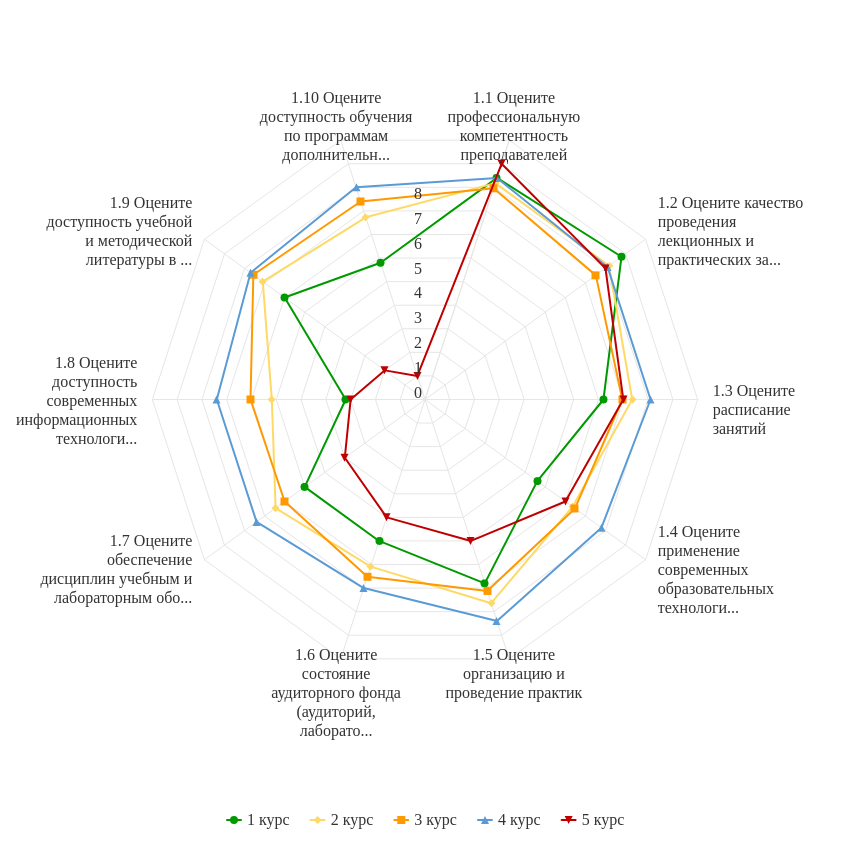 1.10 Оцените
доступность обучения
по программам
дополнительн...
1.1 Оцените
профессиональную
компетентность
преподавателей
1.9 Оцените
доступность учебной
и методической
литературы в ...
1.2 Оцените качество
проведения
лекционных и
практических за...
8
7
6
5
4
3
2
1
0
1.8 Оцените
доступность
современных
информационных
технологи...
1.3 Оцените
расписание
занятий
1.7 Оцените
обеспечение
дисциплин учебным и
лабораторным обо...
1.4 Оцените
применение
современных
образовательных
технологи...
1.6 Оцените
состояние
аудиторного фонда
(аудиторий,
лаборато...
1.5 Оцените
организацию и
проведение практик
1 курс 2 курс 3 курс 4 курс 5 курс